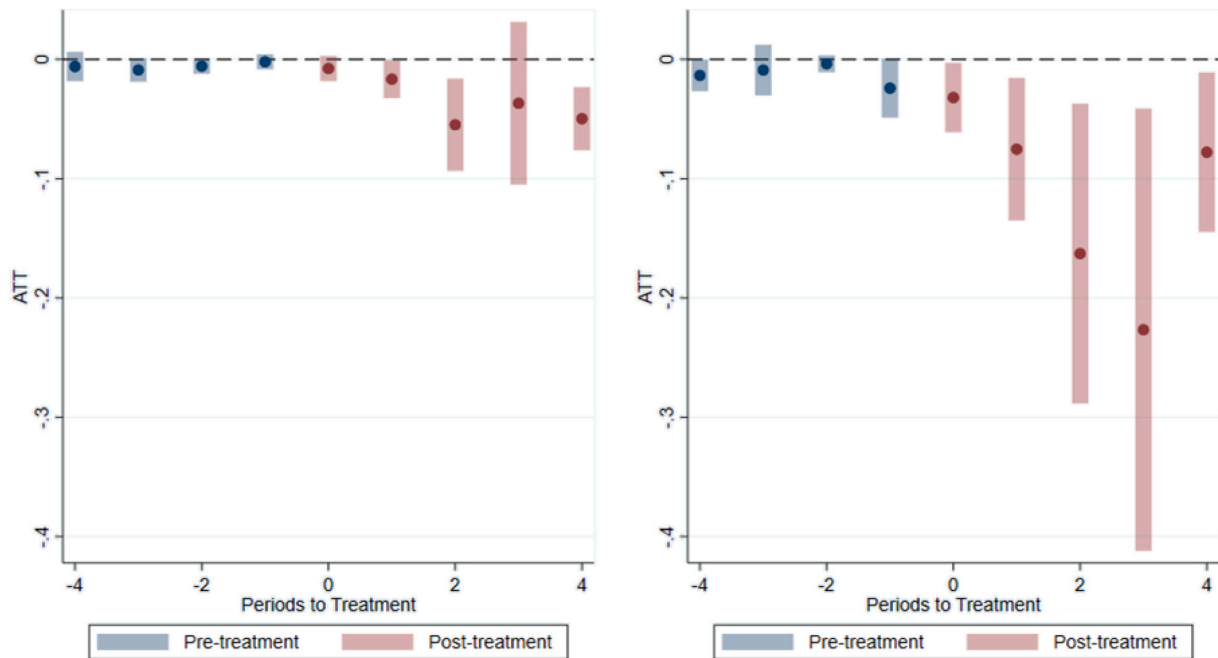 0
-.1
-.2
-.3
-.4
ATT
-4 -2 0 2 4
Periods to Treatment
Pre-treatment Post-treatment
0
-.1
-.2
-.3
-.4
ATT
-4 -2 0 2 4
Periods to Treatment
Pre-treatment Post-treatment